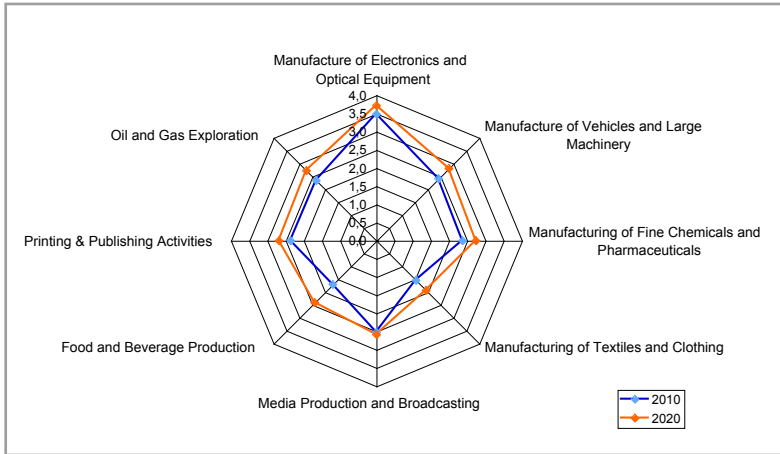 Manufacture of Electronics and
Optical Equipment
4,0
3,5
3,0
2,5
2,0
1,5
1,0
0,5
0,0
Oil and Gas Exploration
Manufacture of Vehicles and Large
Machinery
Printing & Publishing Activities
Manufacturing of Fine Chemicals and
Pharmaceuticals
Food and Beverage Production
Manufacturing of Textiles and Clothing
Media Production and Broadcasting
2010
2020